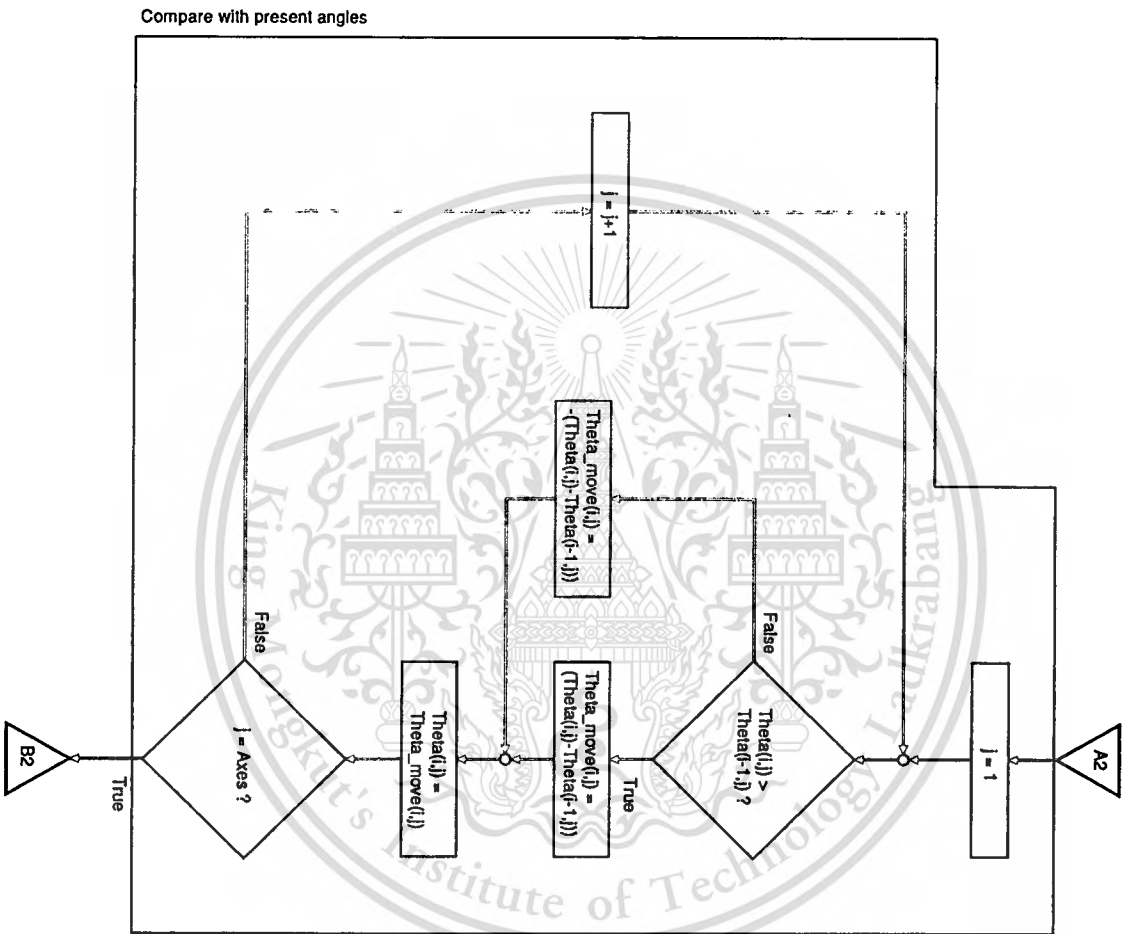 Compare with present angles
A2
j = 1
Theta(i,j) >
Theta(i-1,j) ?
False
True
Theta_move(i,j) =
-(Theta(i,j)-Theta(i-1,j))
Theta_move(i,j) =
(Theta(i,j)-Theta(i-1,j))
Theta(i,j) =
Theta_move(i,j)
j = Axes ?
False
True
j = j+1
B2
King Mongkut's Institute of Technology Ladkrabang